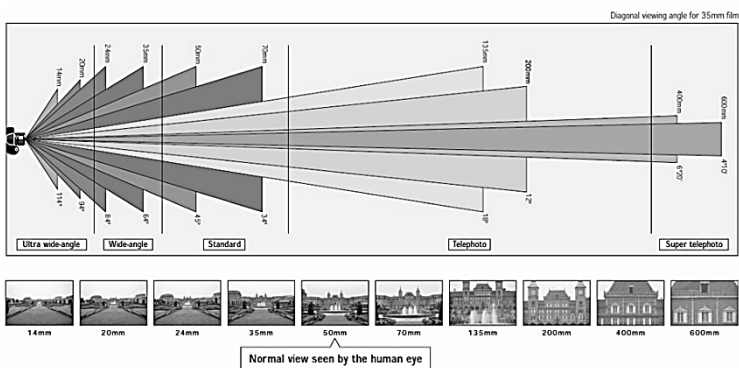 Diagonal viewing angle for 35mm film
14mm
20mm
24mm
35mm
50mm
70mm
135mm
200mm
400mm
600mm
114°
94°
84°
64°
45°
34°
18°
12°
6°20'
4°10'
Ultra wide-angle
Wide-angle
Standard
Telephoto
Super telephoto
14mm
20mm
24mm
35mm
50mm
70mm
135mm
200mm
400mm
600mm
Normal view seen by the human eye